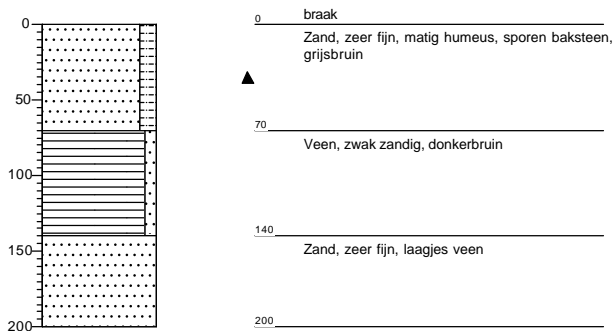 0
50
100
150
200
0
braak
Zand, zeer fijn, matig humeus, sporen baksteen,
grijsbruin
70
Veen, zwak zandig, donkerbruin
140
Zand, zeer fijn, laagjes veen
200